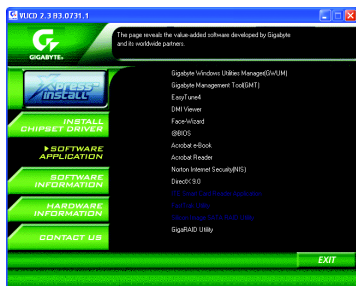 VUCD 2.3 B3.0731.1
GIGABYTE
The page reveals the value-added software developed by Gigabyte
and its worldwide partners.
Xpress
Install
INSTALL
CHIPSET DRIVER
SOFTWARE
APPLICATION
SOFTWARE
INFORMATION
HARDWARE
INFORMATION
CONTACT US
Gigabyte Windows Utilities Manager(GWUM)
Gigabyte Management Tool(GMT)
EasyTune4
DMI Viewer
Face-Wizard
@BIOS
Acrobat e-Book
Acrobat Reader
Norton Internet Security(NIS)
DirectX 9.0
GigaRAID Utility
EXIT